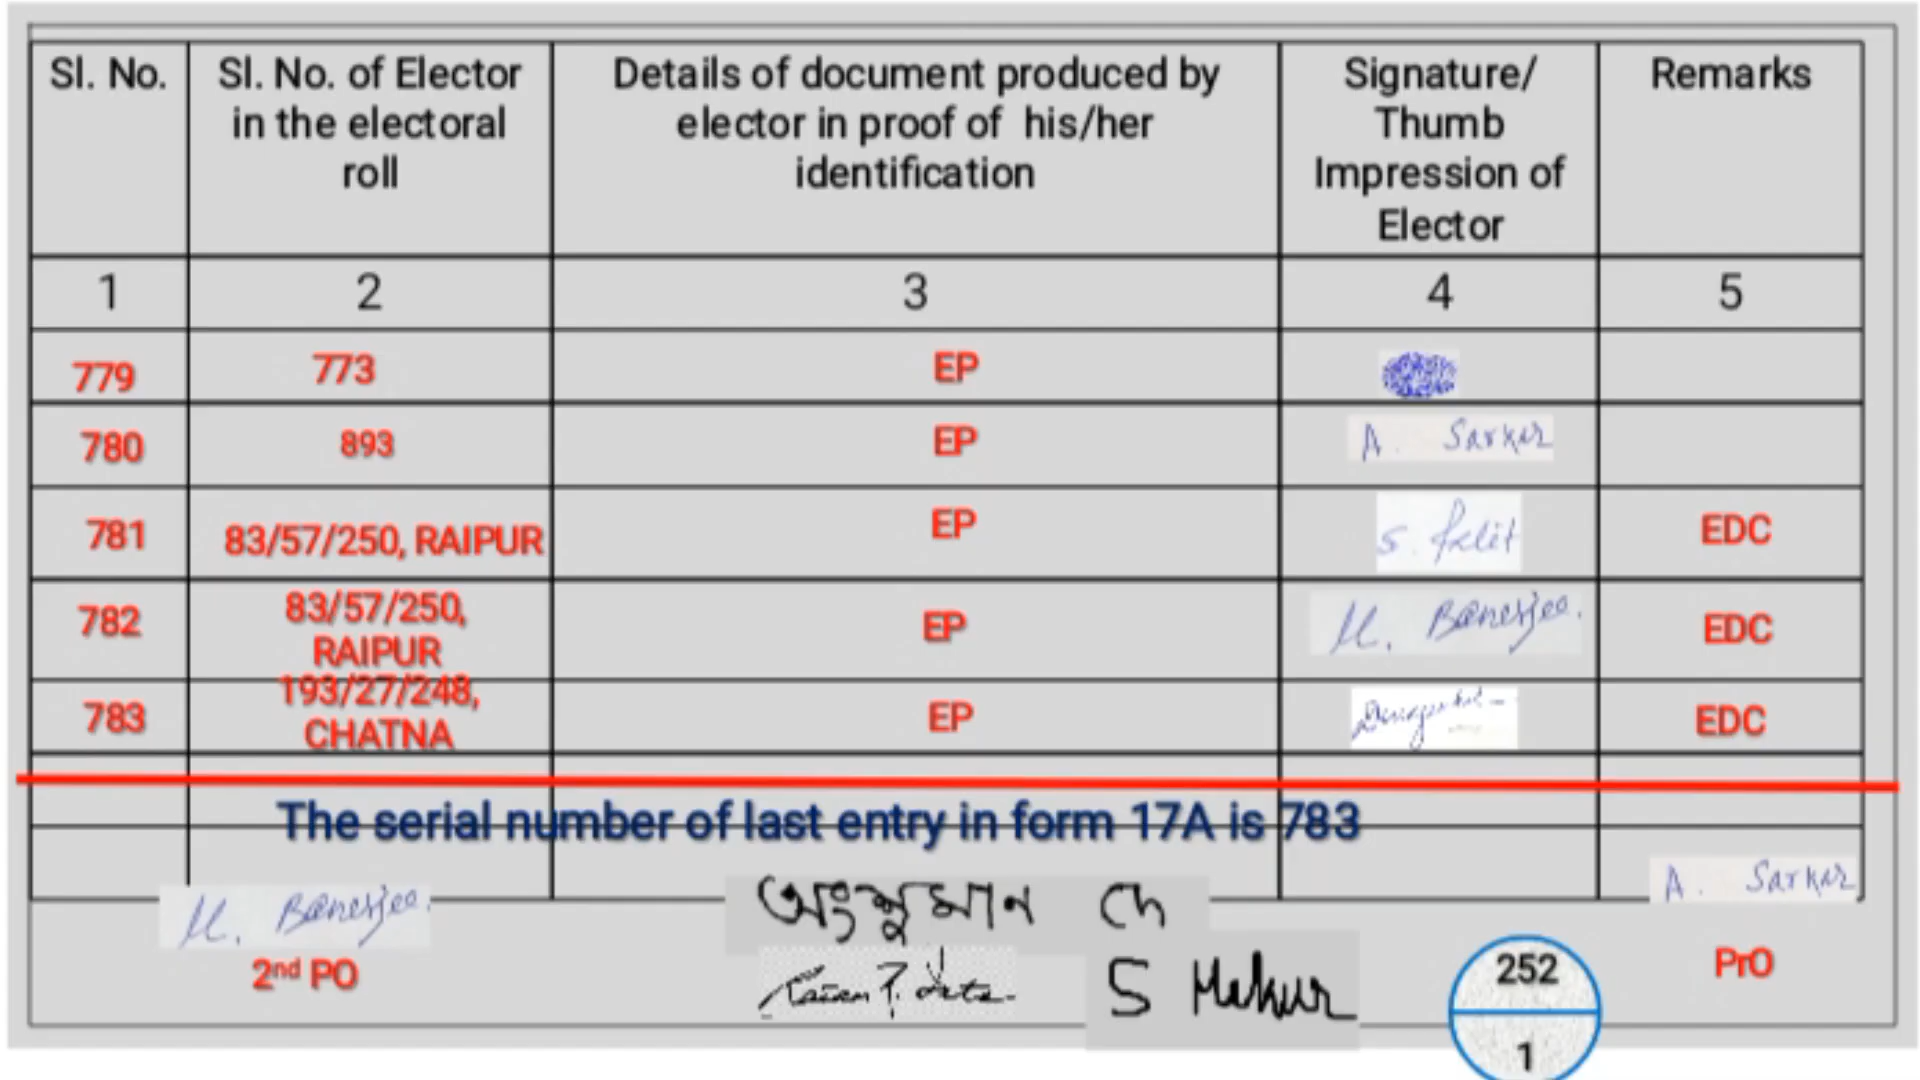 Sl. No.
Sl. No. of Elector
in the electoral
roll
Details of document produced by
elector in proof of his/her
identification
Signature/
Thumb
Impression of
Elector
Remarks
1 2 3 4 5
779 773 EP
780 893 EP A. Sarkar
781 83/57/250, RAIPUR EP S. Palit EDC
782 83/57/250,
RAIPUR EP M. Banerjee. EDC
783 193/27/248,
CHATNA EP EDC
The serial number of last entry in form 17A is 783
M. Banerjee. অংশুমান দে A. Sarkar
2nd PO S Makur PrO
252
1